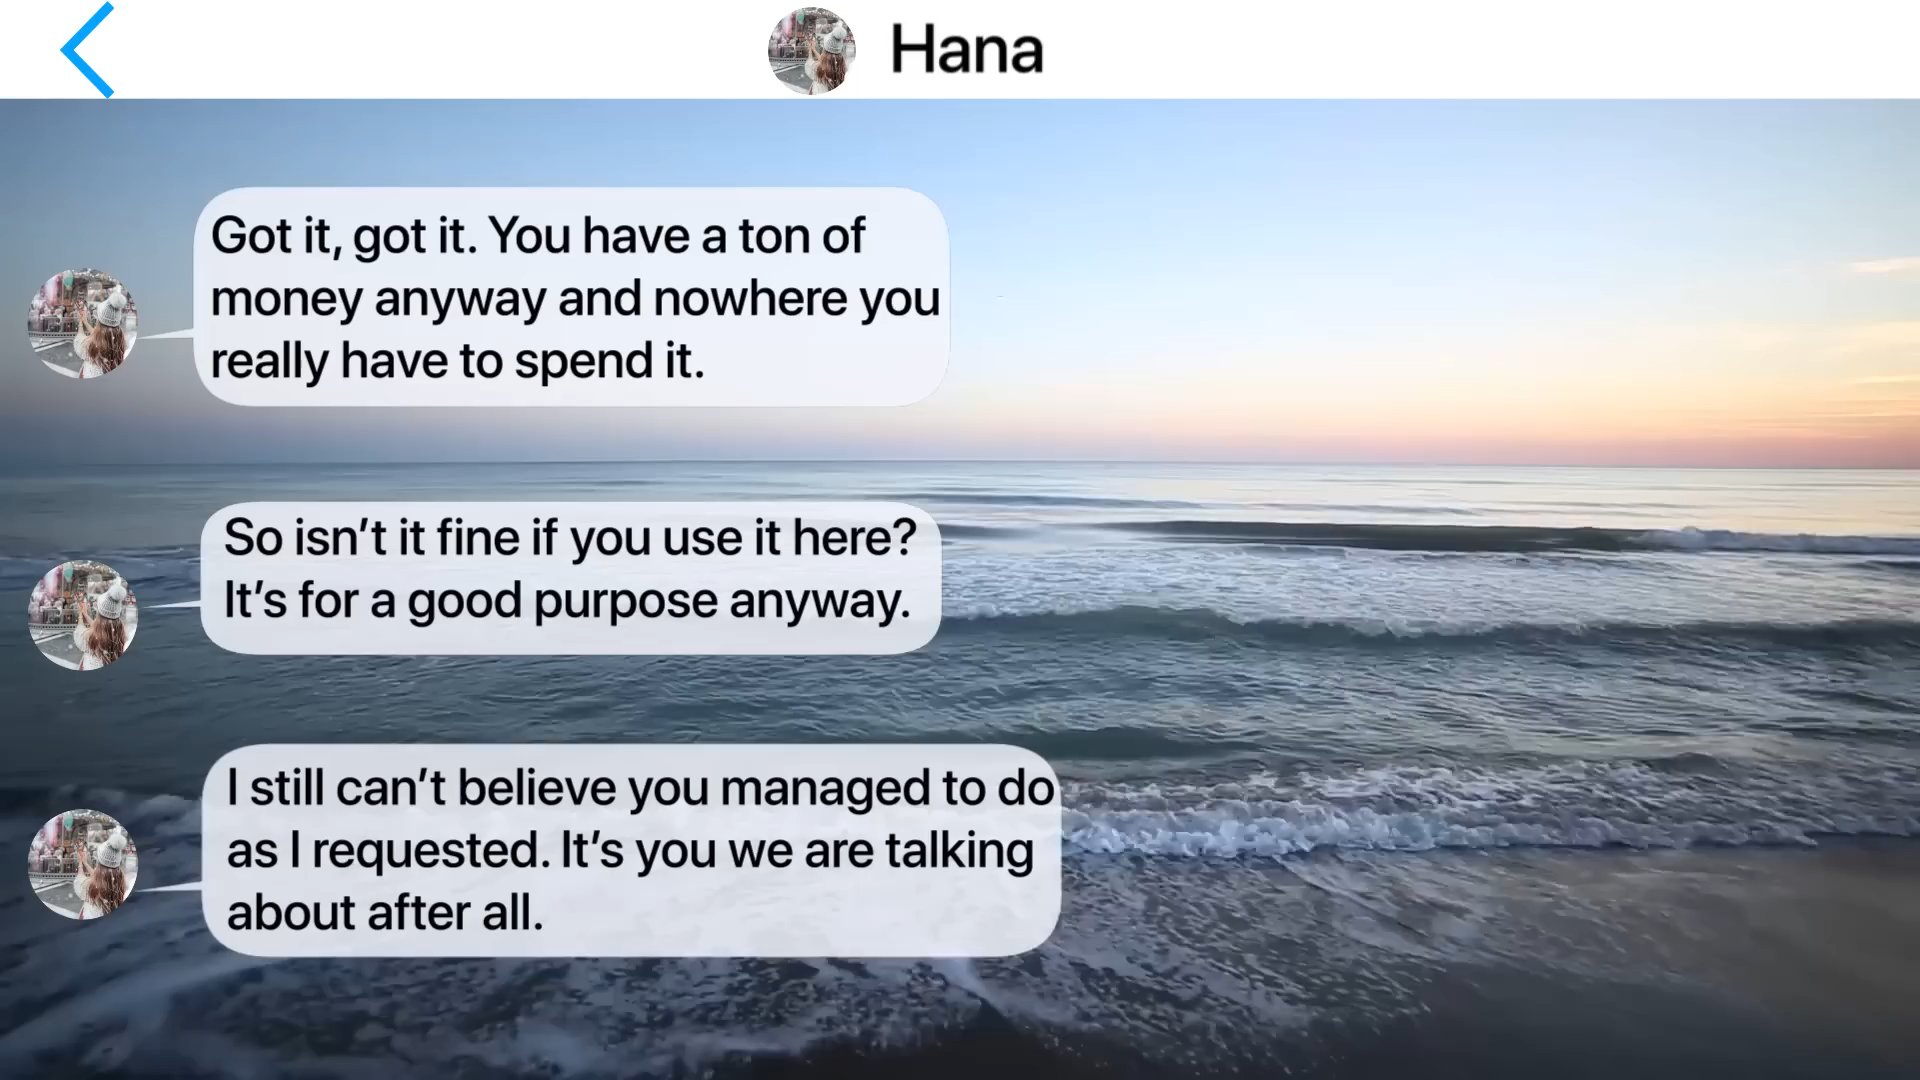 Hana
Got it, got it. You have a ton of
money anyway and nowhere you
really have to spend it.
So isn’t it fine if you use it here?
It’s for a good purpose anyway.
I still can’t believe you managed to do
as I requested. It’s you we are talking
about after all.